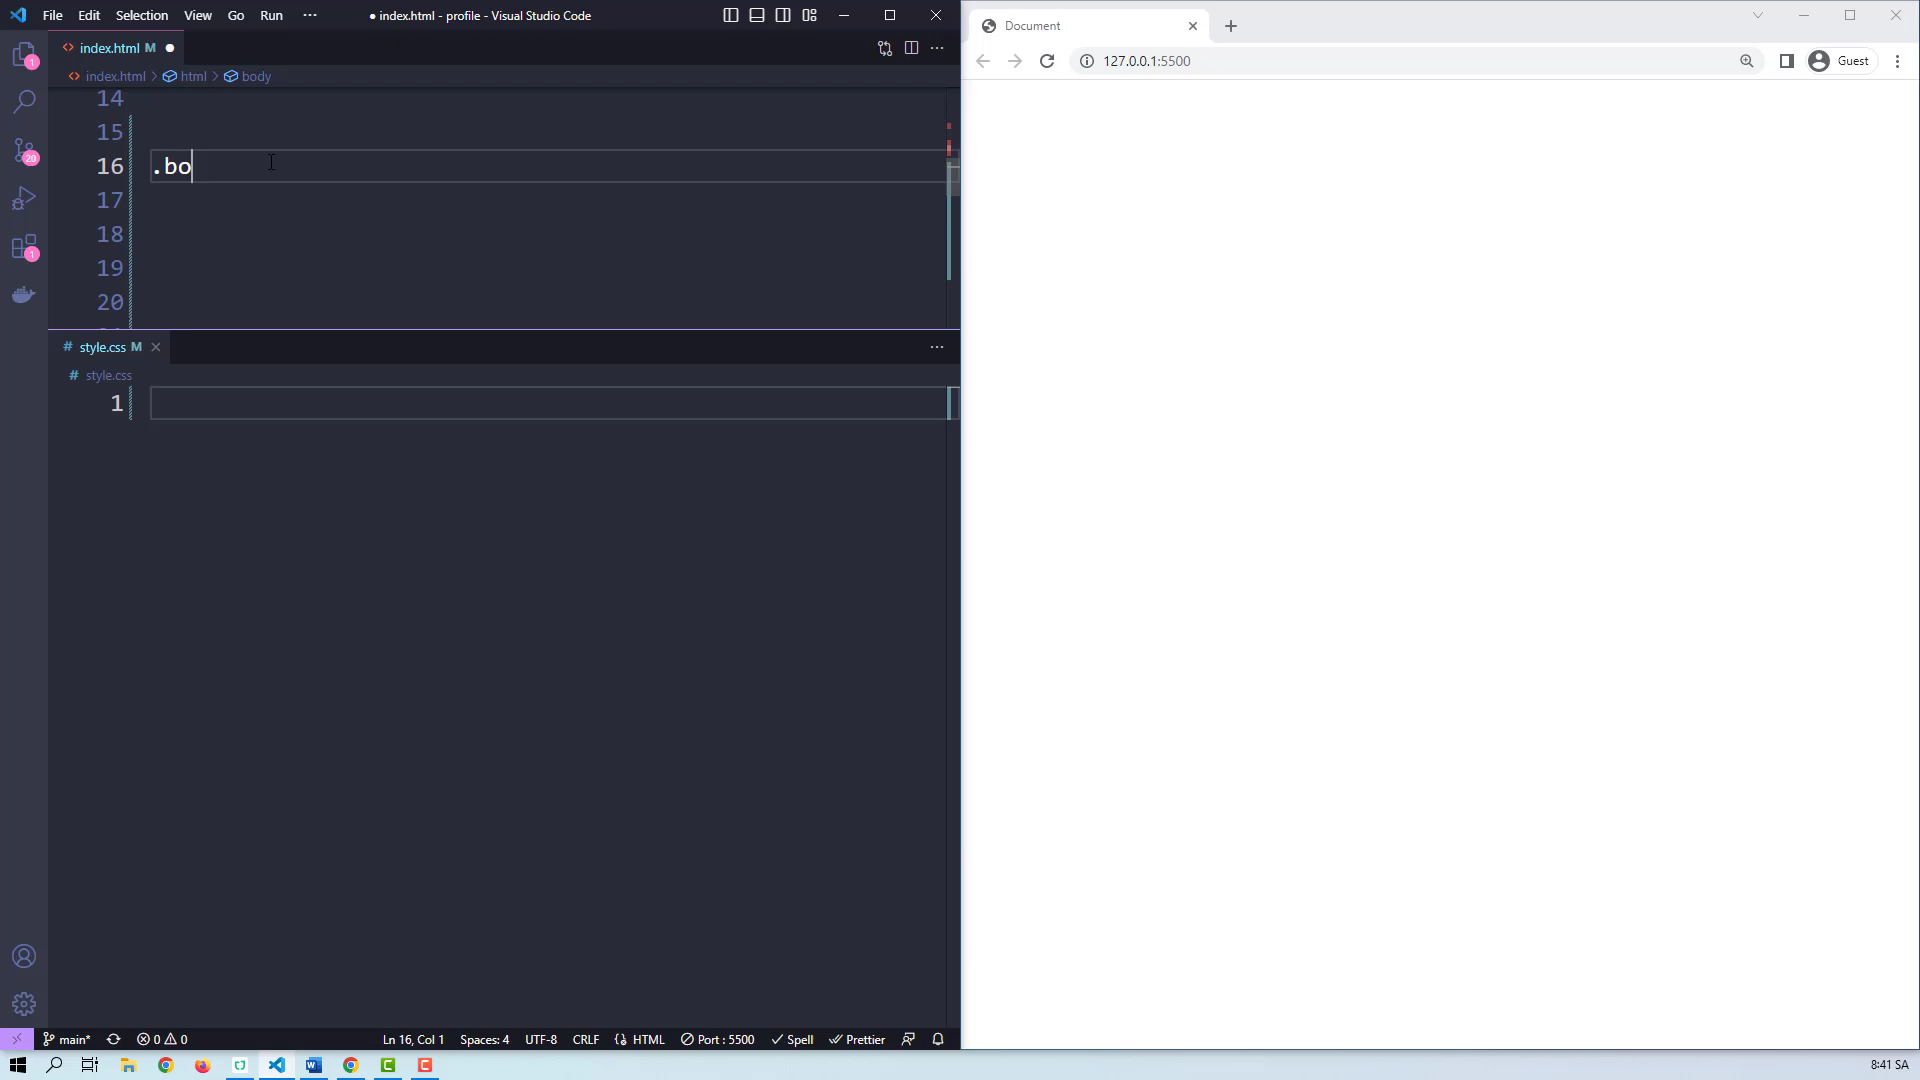 File Edit Selection View Go Run ··· ● index.html - profile - Visual Studio Code
index.html M ●
index.html > html > body
14
15
16 .bo
17
18
19
20
# style.css M
# style.css
1
1
20
1
main* 0 0 Ln 16, Col 1 Spaces: 4 UTF-8 CRLF HTML Port : 5500 Spell Prettier
Document
127.0.0.1:5500 Guest
8:41 SA